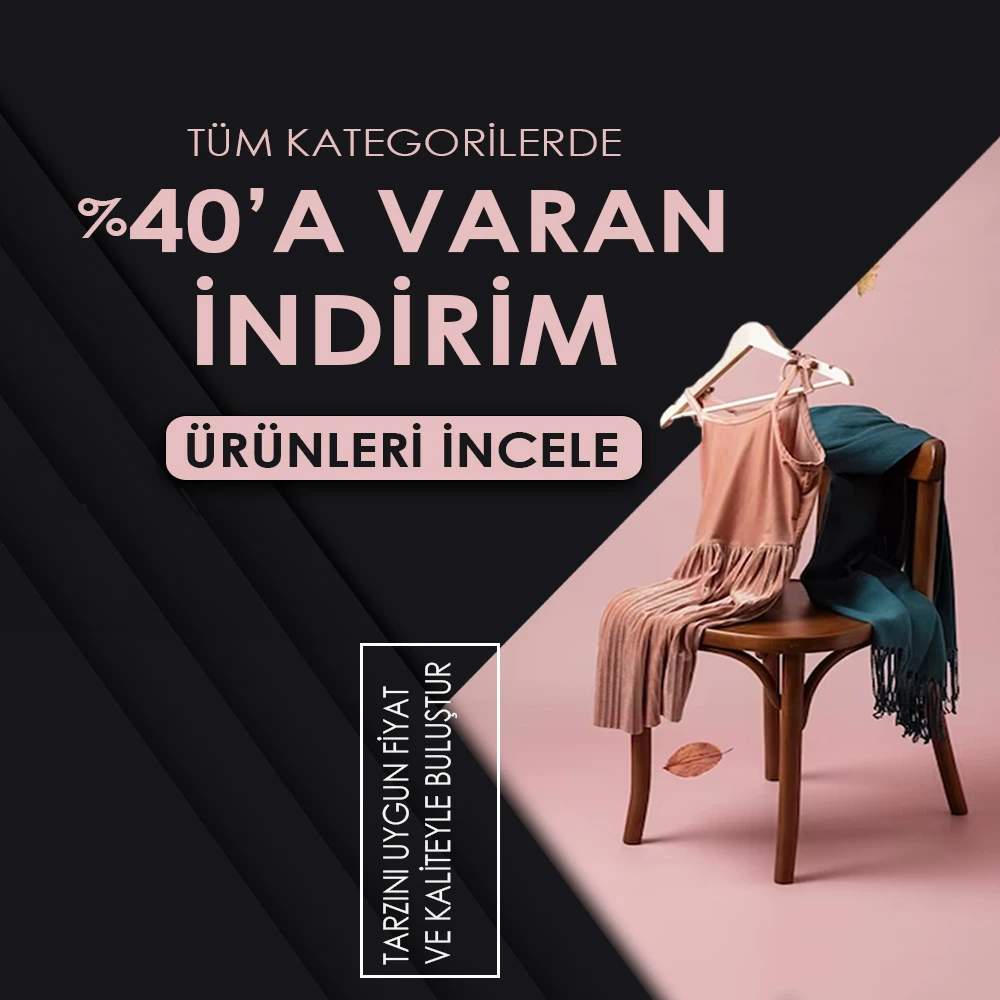 TÜM KATEGORİLERDE
%40’A VARAN
İNDİRİM
ÜRÜNLERİ İNCELE
TARZINI UYGUN FİYAT
VE KALİTEYLE BULUŞTUR